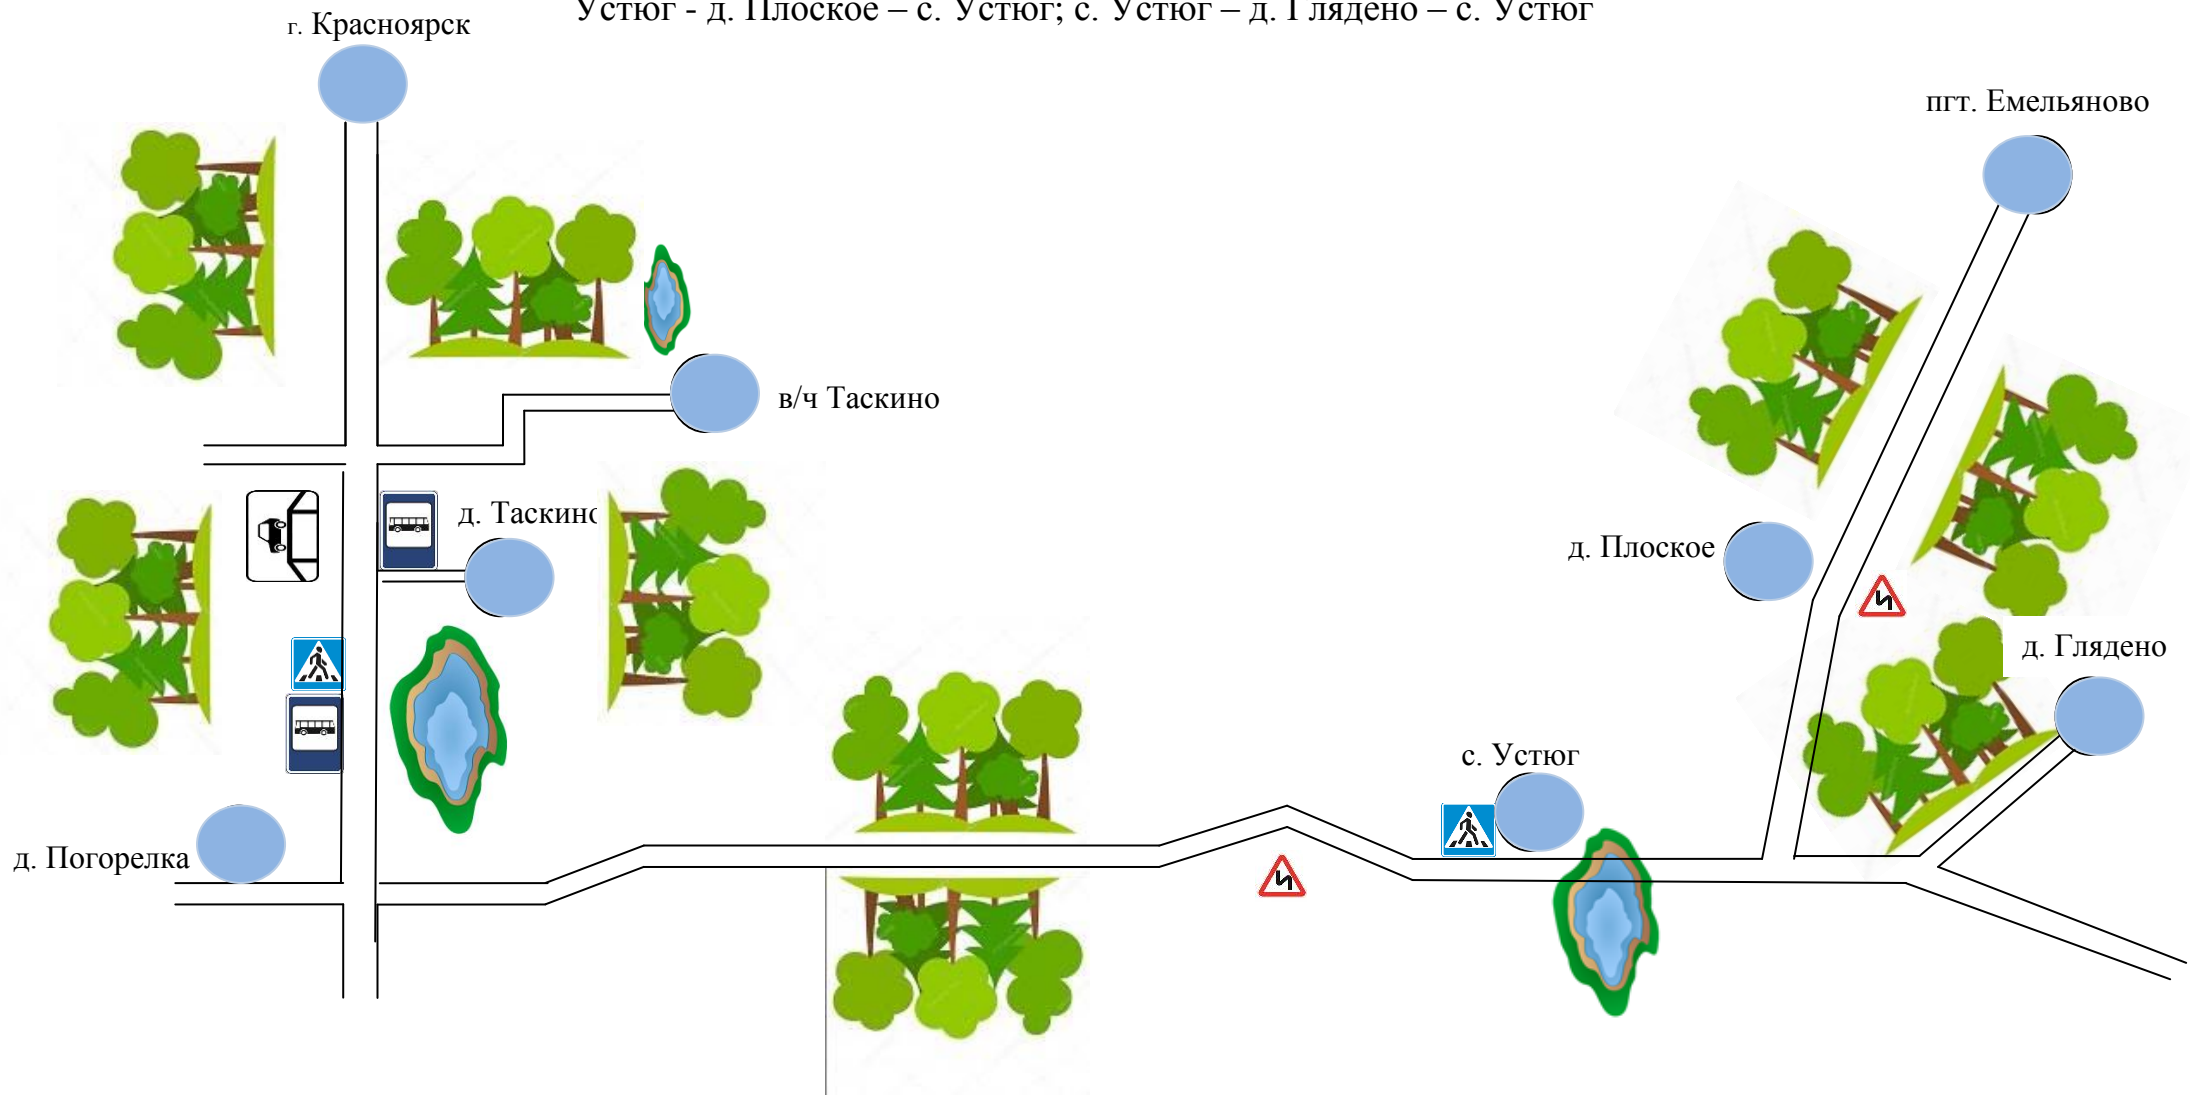 Устюг - д. Плоское – с. Устюг; с. Устюг – д. Глядено – с. Устюг
г. Красноярск
пгт. Емельяново
в/ч Таскино
д. Таскино
д. Плоское
д. Глядено
с. Устюг
д. Погорелка